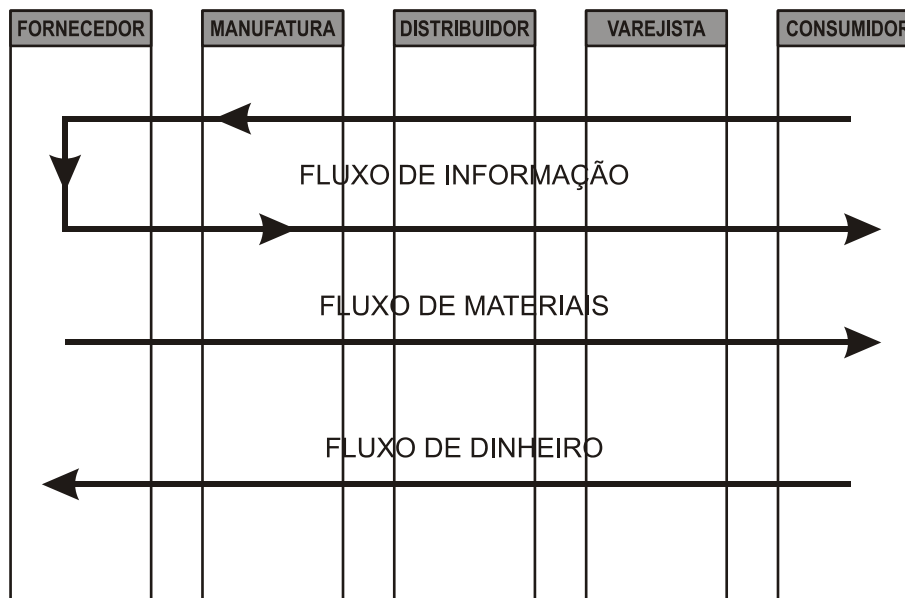 FORNECEDOR MANUFATURA DISTRIBUIDOR VAREJISTA CONSUMIDOR
FLUXO DE INFORMAÇÃO
FLUXO DE MATERIAIS
FLUXO DE DINHEIRO